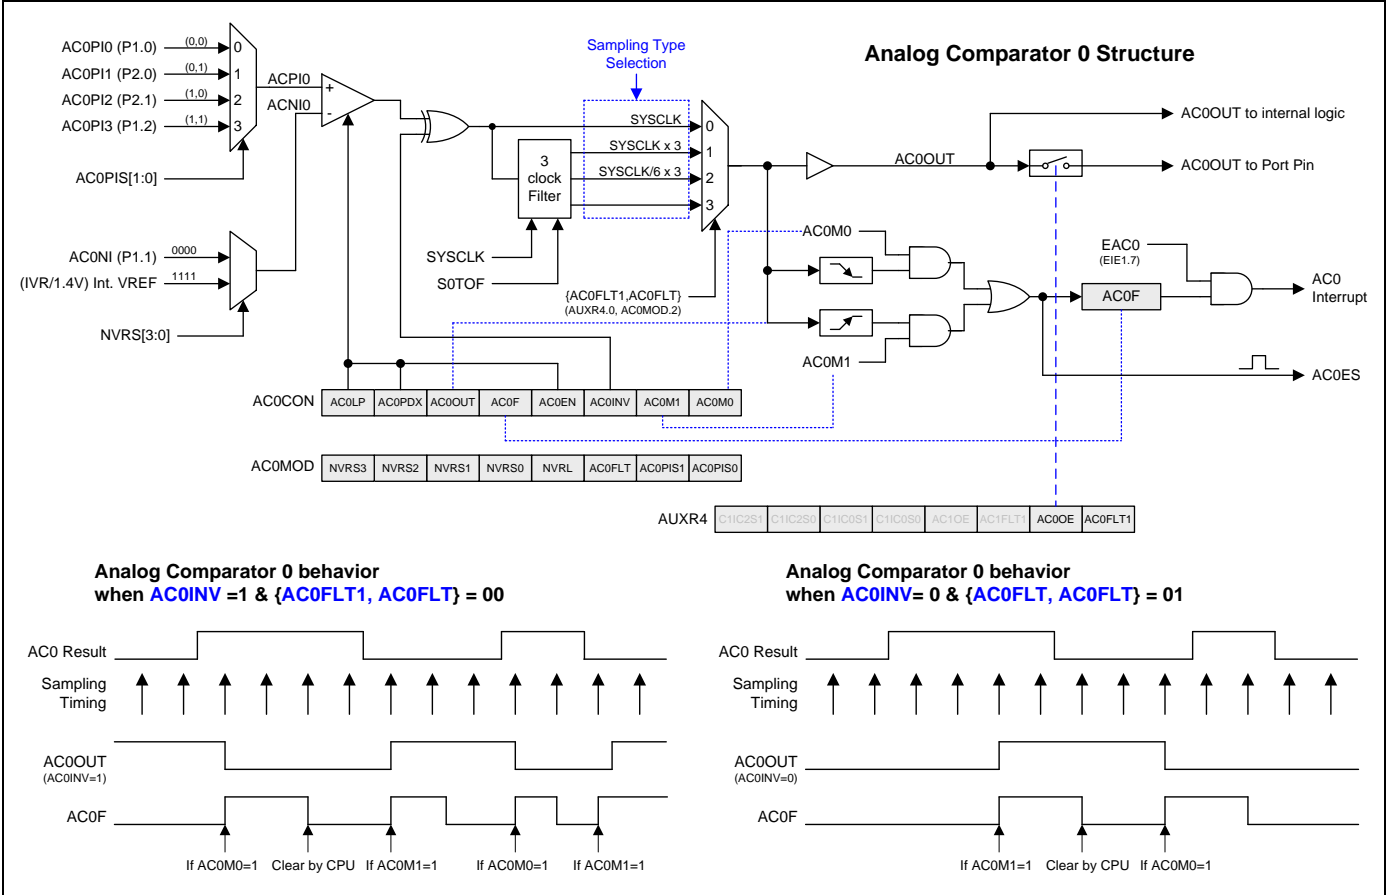 Analog Comparator 0 Structure
Sampling Type
Selection
AC0PI0 (P1.0)
(0,0)
0
AC0PI1 (P2.0)
(0,1)
1
AC0PI2 (P2.1)
(1,0)
2
AC0PI3 (P1.2)
(1,1)
3
AC0PIS[1:0]
ACPI0
ACNI0
+
-
AC0NI (P1.1)
0000
(IVR/1.4V) Int. VREF
1111
NVRS[3:0]
3
clock
Filter
SYSCLK
S0TOF
SYSCLK
0
SYSCLK x 3
1
SYSCLK/6 x 3
2
3
{AC0FLT1,AC0FLT}
(AUXR4.0, AC0MOD.2)
AC0OUT
AC0OUT to internal logic
AC0OUT to Port Pin
AC0M0
AC0M1
EAC0
(EIE1.7)
AC0F
AC0
Interrupt
AC0ES
AC0CON AC0LP AC0PDX AC0OUT AC0F AC0EN AC0INV AC0M1 AC0M0
AC0MOD NVRS3 NVRS2 NVRS1 NVRS0 NVRL AC0FLT AC0PIS1 AC0PIS0
AUXR4 C1IC2S1 C1IC2S0 C1IC0S1 C1IC0S0 AC1OE AC1FLT1 AC0OE AC0FLT1
Analog Comparator 0 behavior
when AC0INV =1 & {AC0FLT1, AC0FLT} = 00
AC0 Result
Sampling
Timing
AC0OUT
(AC0INV=1)
AC0F
If AC0M0=1 Clear by CPU If AC0M1=1 If AC0M0=1 If AC0M1=1
Analog Comparator 0 behavior
when AC0INV= 0 & {AC0FLT, AC0FLT} = 01
AC0 Result
Sampling
Timing
AC0OUT
(AC0INV=0)
AC0F
If AC0M1=1 Clear by CPU If AC0M0=1